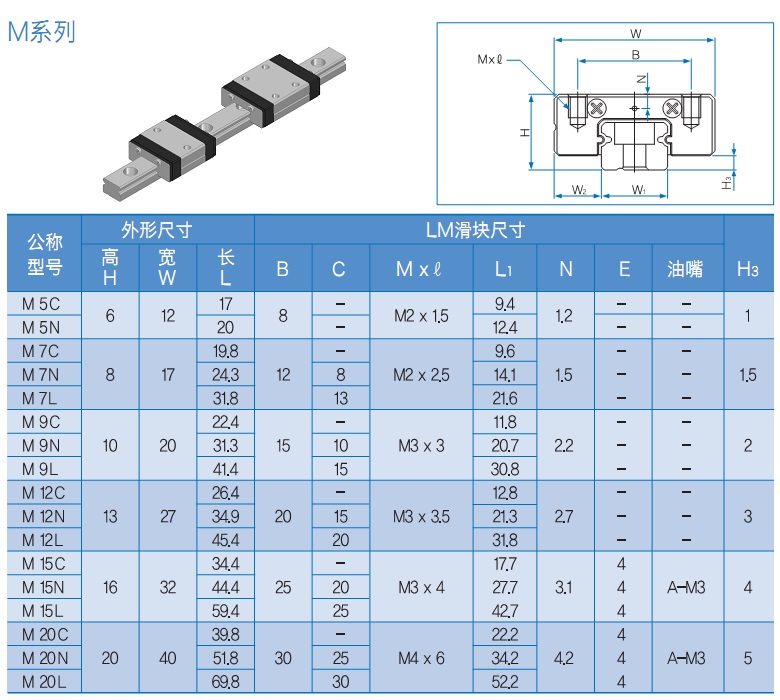 M系列
W
B
M×ℓ
N
H
H3
W2
W1
公称型号 外形尺寸 LM滑块尺寸 H3
高H 宽W 长L B C M x ℓ L1 N E 油嘴
M 5C 6 12 17 8 – M2 x 1.5 9.4 1.2 – – 1
M 5N 20 – 12.4 – –
M 7C 8 17 19.8 12 – M2 x 2.5 9.6 1.5 – – 1.5
M 7N 24.3 8 14.1 – –
M 7L 31.8 13 21.6 – –
M 9C 10 20 22.4 15 – M3 x 3 11.8 2.2 – – 2
M 9N 31.3 10 20.7 – –
M 9L 41.4 15 30.8 – –
M 12C 13 27 26.4 20 – M3 x 3.5 12.8 2.7 – – 3
M 12N 34.9 15 21.3 – –
M 12L 45.4 20 31.8 – –
M 15C 16 32 34.4 25 – M3 x 4 17.7 3.1 4 A-M3 4
M 15N 44.4 20 27.7 4
M 15L 59.4 25 42.7 4
M 20C 20 40 39.8 30 – M4 x 6 22.2 4.2 4 A-M3 5
M 20N 51.8 25 34.2 4
M 20L 69.8 30 52.2 4